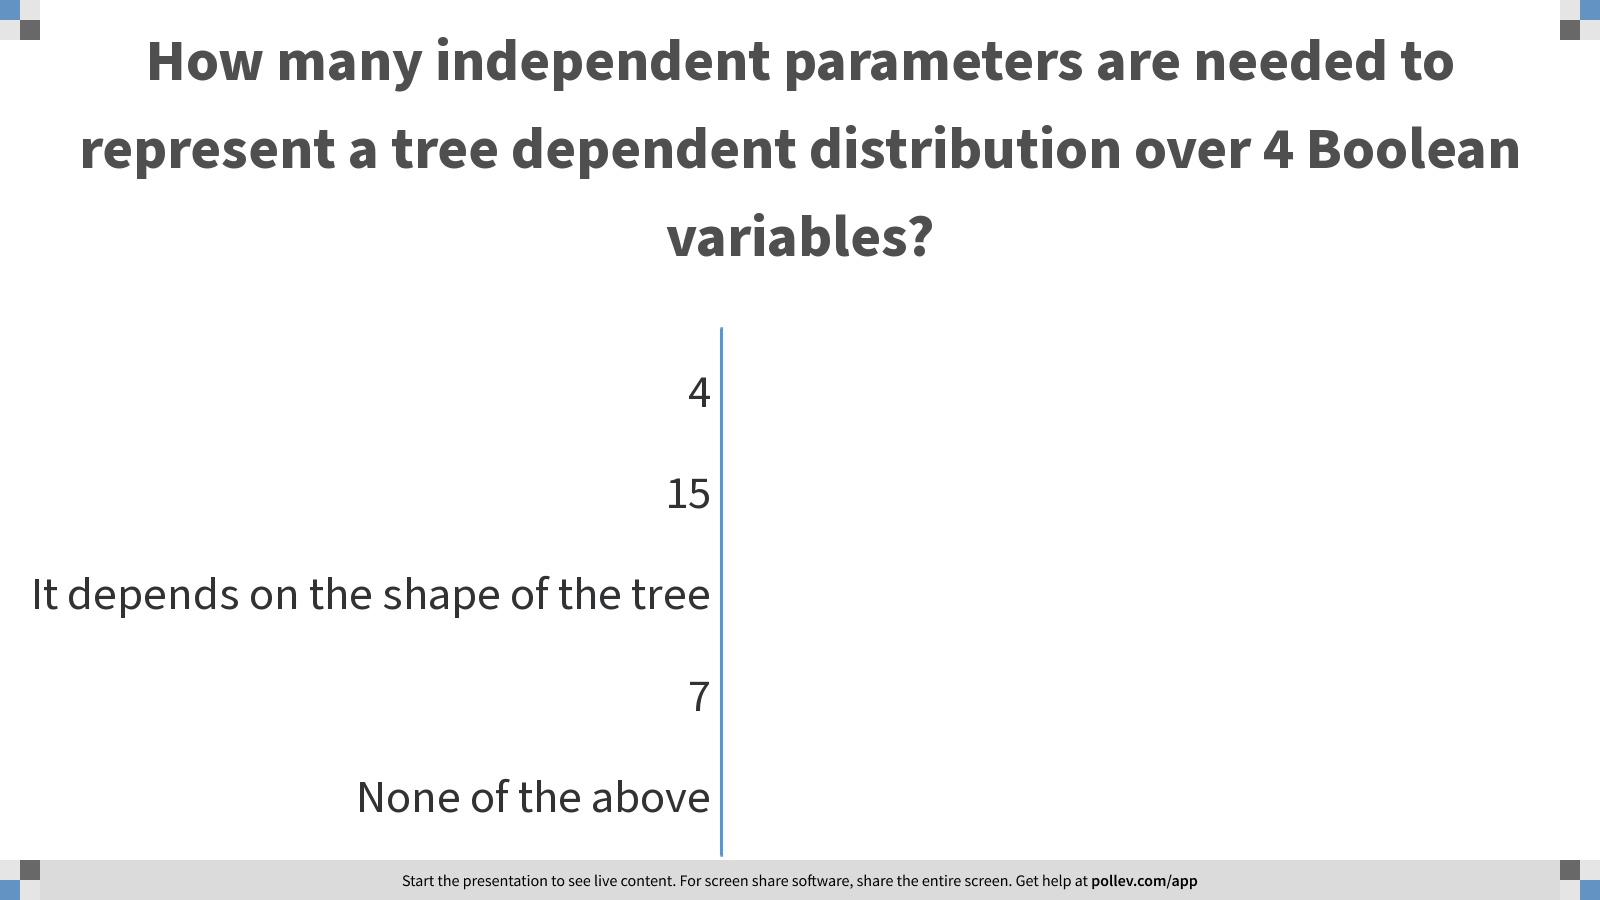 How many independent parameters are needed to
represent a tree dependent distribution over 4 Boolean
variables?
4
15
It depends on the shape of the tree
7
None of the above
Start the presentation to see live content. For screen share software, share the entire screen. Get help at pollev.com/app